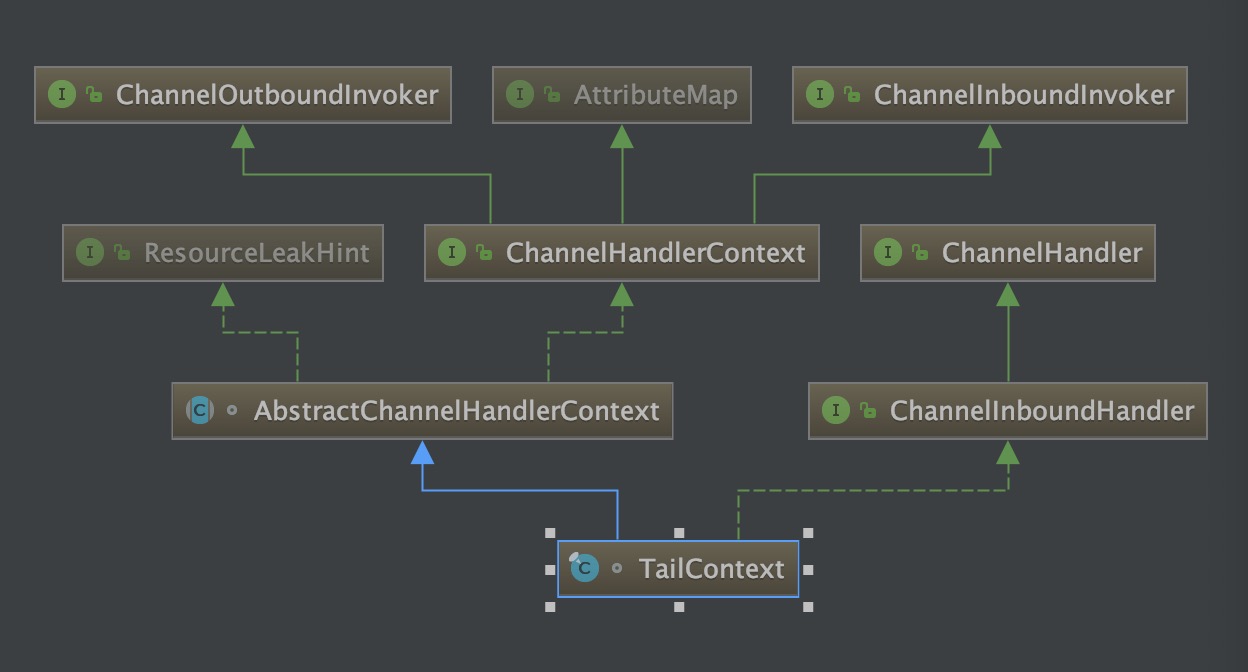 I ChannelOutboundInvoker
I AttributeMap
I ChannelInboundInvoker
I ResourceLeakHint
I ChannelHandlerContext
I ChannelHandler
C AbstractChannelHandlerContext
I ChannelInboundHandler
C TailContext